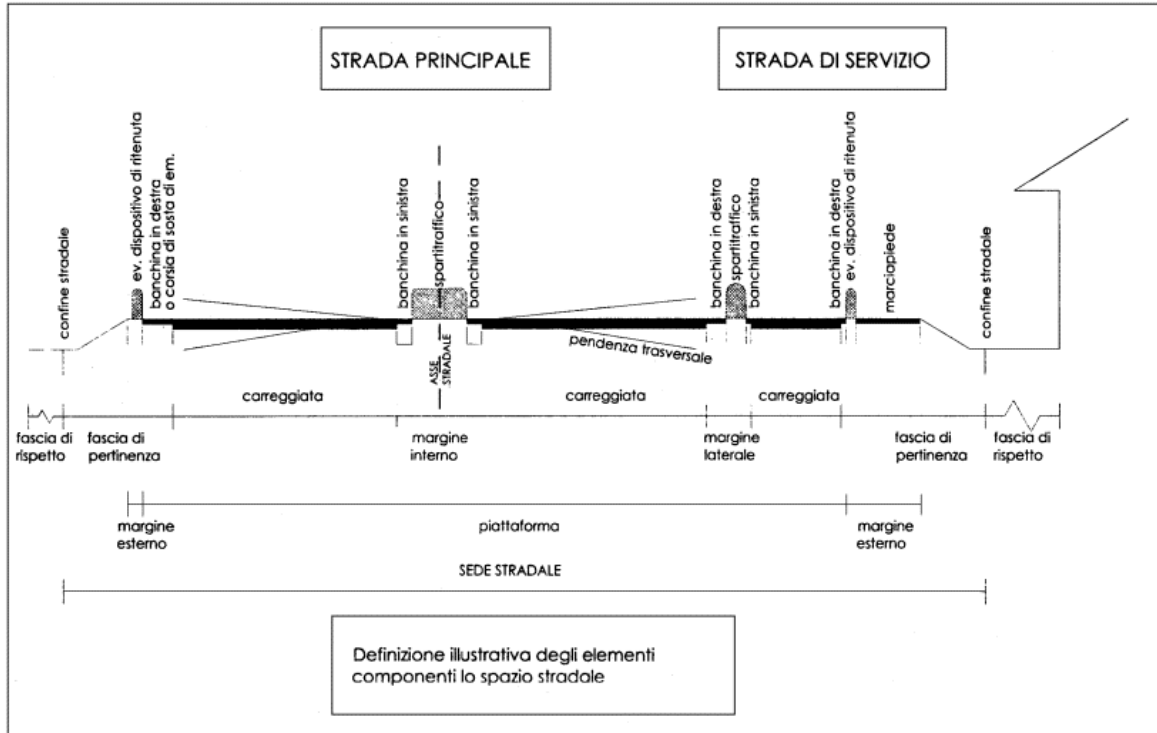 STRADA PRINCIPALE
STRADA DI SERVIZIO
confine stradale
ev. dispositivo di ritenuta
banchina in destra
o corsia di sosta di em.
banchina in sinistra
spartitraffico
banchina in sinistra
banchina in destra
spartitraffico
banchina in sinistra
banchina in destra
ev. dispositivo di ritenuta
marciapiede
confine stradale
pendenza trasversale
ASSE
STRADALE
carreggiata
carreggiata
carreggiata
fascia di
rispetto
fascia di
pertinenza
margine
interno
margine
laterale
fascia di
pertinenza
fascia di
rispetto
margine
esterno
piattaforma
margine
esterno
SEDE STRADALE
Definizione illustrativa degli elementi
componenti lo spazio stradale